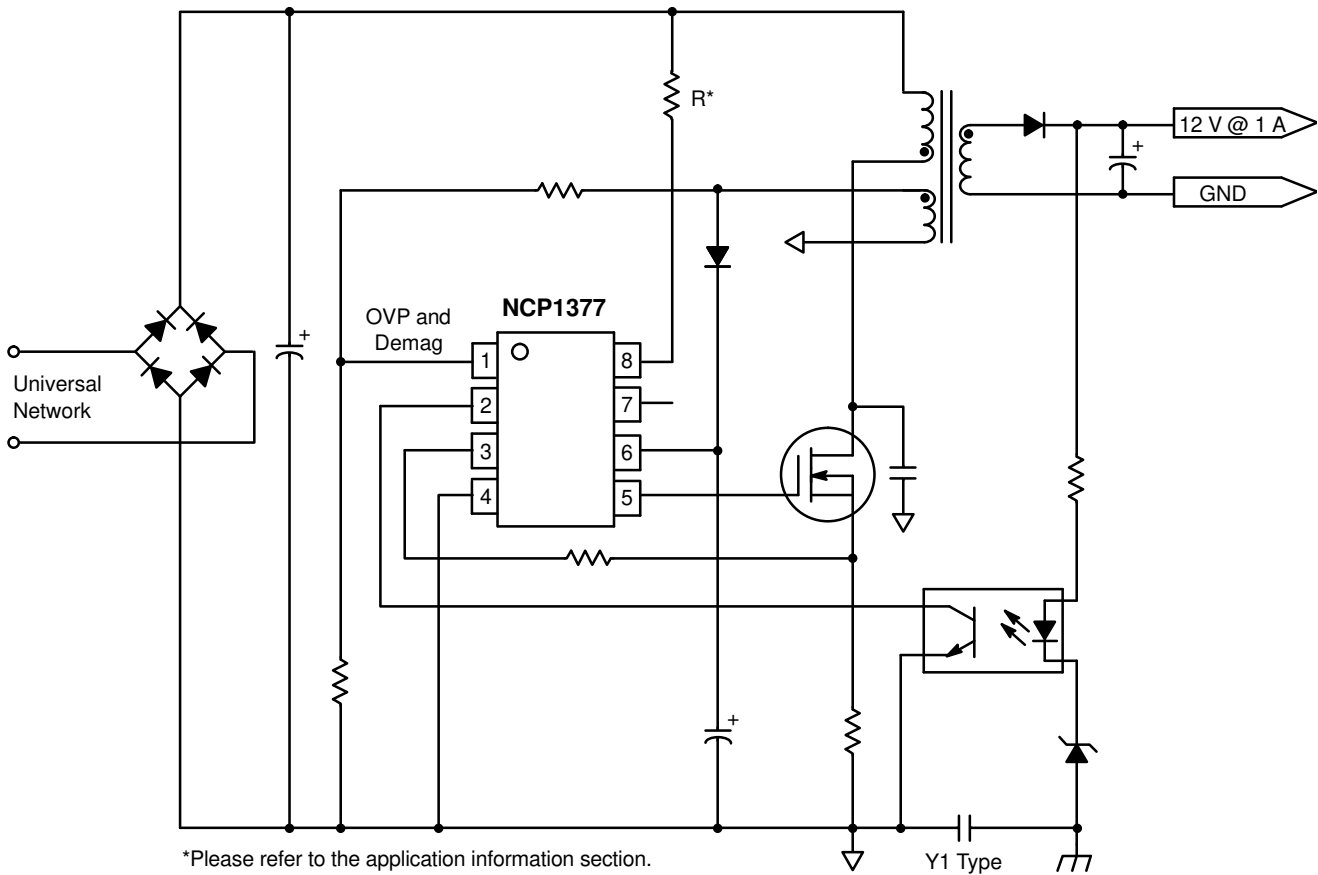 R*
+
12 V @ 1 A
GND
NCP1377
OVP and
Demag
+
1
8
Universal
Network
2
7
3
6
4
5
+
*Please refer to the application information section.
Y1 Type
+